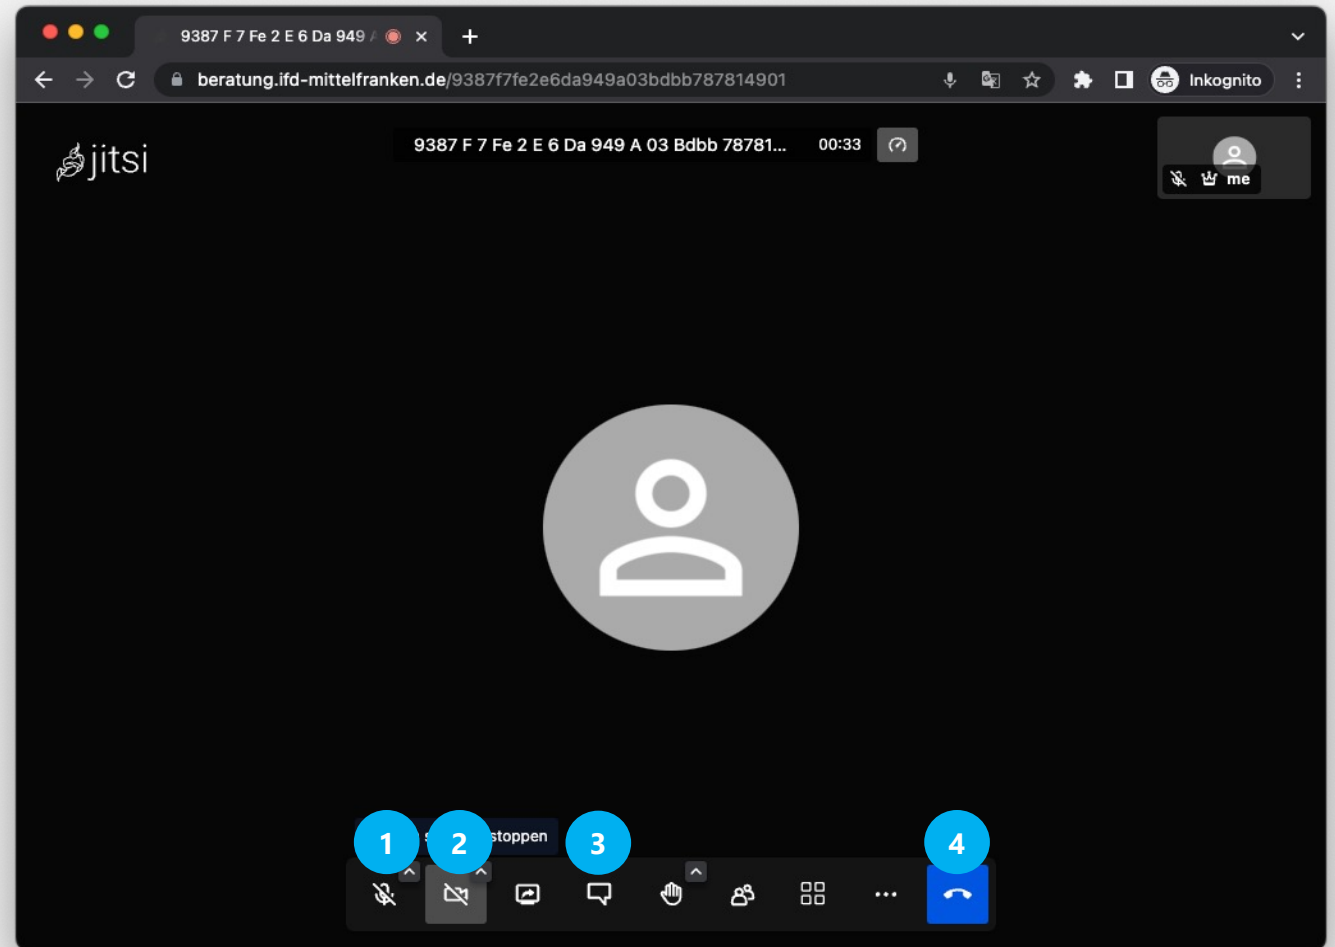 9387 F 7 Fe 2 E 6 Da 949
beratung.ifd-mittelfranken.de/9387f7fe2e6da949a03bdbb787814901
Inkognito
jitsi
9387 F 7 Fe 2 E 6 Da 949 A 03 Bdbb 78781...
00:33
me
1
2
stoppen
3
4